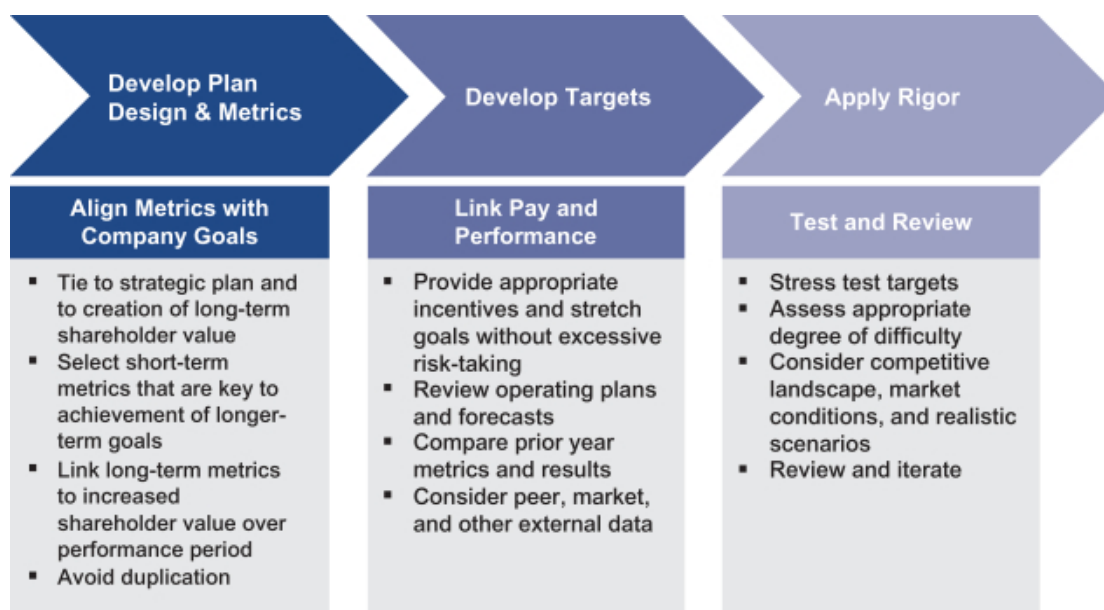 Develop Plan
Design & Metrics
Develop Targets
Apply Rigor
Align Metrics with
Company Goals
▪ Tie to strategic plan and
to creation of long-term
shareholder value
▪ Select short-term
metrics that are key to
achievement of longer-
term goals
▪ Link long-term metrics
to increased
shareholder value over
performance period
▪ Avoid duplication
Link Pay and
Performance
▪ Provide appropriate
incentives and stretch
goals without excessive
risk-taking
▪ Review operating plans
and forecasts
▪ Compare prior year
metrics and results
▪ Consider peer, market,
and other external data
Test and Review
▪ Stress test targets
▪ Assess appropriate
degree of difficulty
▪ Consider competitive
landscape, market
conditions, and realistic
scenarios
▪ Review and iterate